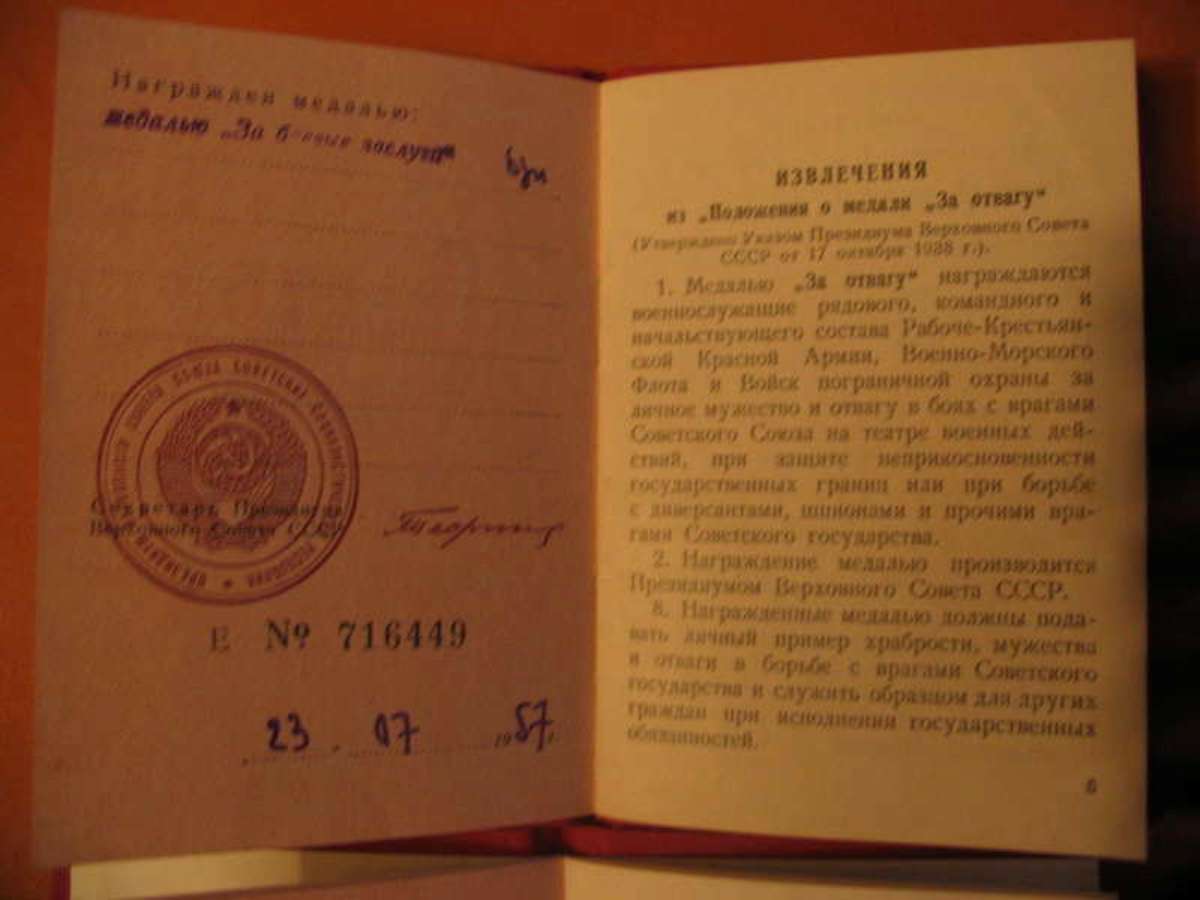 Награжден медалью:
медалью „За боевые заслуги“
Секретарь Президиума
Верховного Совета СССР
Е № 716449
23 . 07 1957.
ИЗВЛЕЧЕНИЯ
из „Положения о медали „За отвагу“
(Утверждено Указом Президиума Верховного Совета
СССР от 17 октября 1938 г.).
1. Медалью „За отвагу“ награждаются
военнослужащие рядового, командного и
начальствующего состава Рабоче-Крестьян-
ской Красной Армии, Военно-Морского
Флота и Войск пограничной охраны за
личное мужество и отвагу в боях с врагами
Советского Союза на театре военных дей-
ствий, при защите неприкосновенности
государственных границ или при борьбе
с диверсантами, шпионами и прочими вра-
гами Советского государства.
2. Награждение медалью производится
Президиумом Верховного Совета СССР.
3. Награжденные медалью должны пода-
вать личный пример храбрости, мужества
и отваги в борьбе с врагами Советского
государства и служить образцом для других
граждан при исполнении государственных
обязанностей.